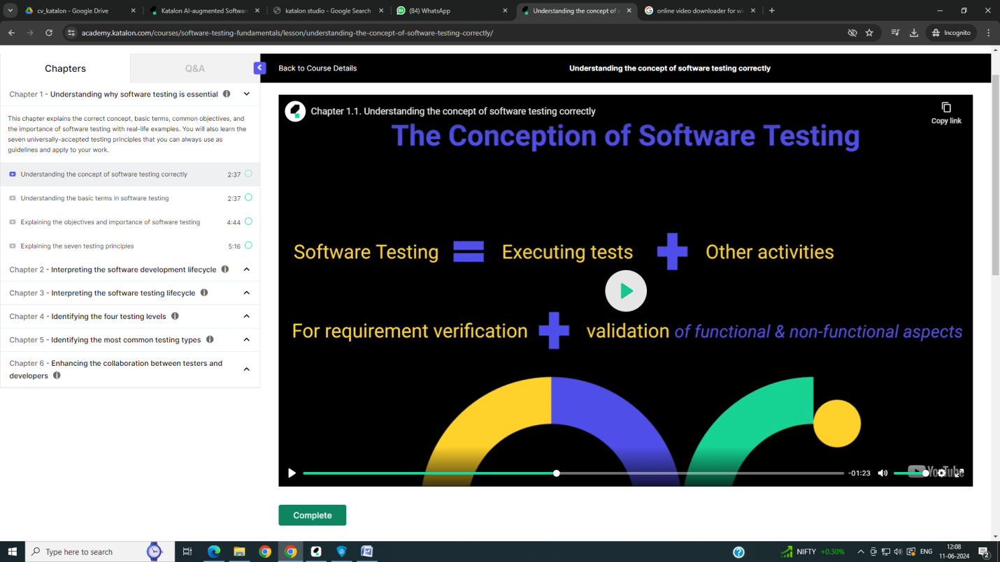 cv_katalon - Google Drive
Katalon AI-augmented Softwar
katalon studio - Google Search
(84) WhatsApp
Understanding the concept of s
online video downloader for wi
academy.katalon.com/courses/software-testing-fundamentals/lesson/understanding-the-concept-of-software-testing-correctly/
Incognito
Chapters
Q&A
Back to Course Details
Understanding the concept of software testing correctly
Chapter 1 - Understanding why software testing is essential
This chapter explains the correct concept, basic terms, common objectives, and
the importance of software testing with real-life examples. You will also learn the
seven universally-accepted testing principles that you can always use as
guidelines and apply to your work.
Understanding the concept of software testing correctly 2:37
Understanding the basic terms in software testing 2:37
Explaining the objectives and importance of software testing 4:44
Explaining the seven testing principles 5:16
Chapter 2 - Interpreting the software development lifecycle
Chapter 3 - Interpreting the software testing lifecycle
Chapter 4 - Identifying the four testing levels
Chapter 5 - Identifying the most common testing types
Chapter 6 - Enhancing the collaboration between testers and
developers
Chapter 1.1. Understanding the concept of software testing correctly
Copy link
The Conception of Software Testing
Software Testing = Executing tests + Other activities
For requirement verification + validation of functional & non-functional aspects
-01:23
YouTube
Complete
Type here to search
NIFTY +0.30%
ENG
12:08
11-06-2024
2